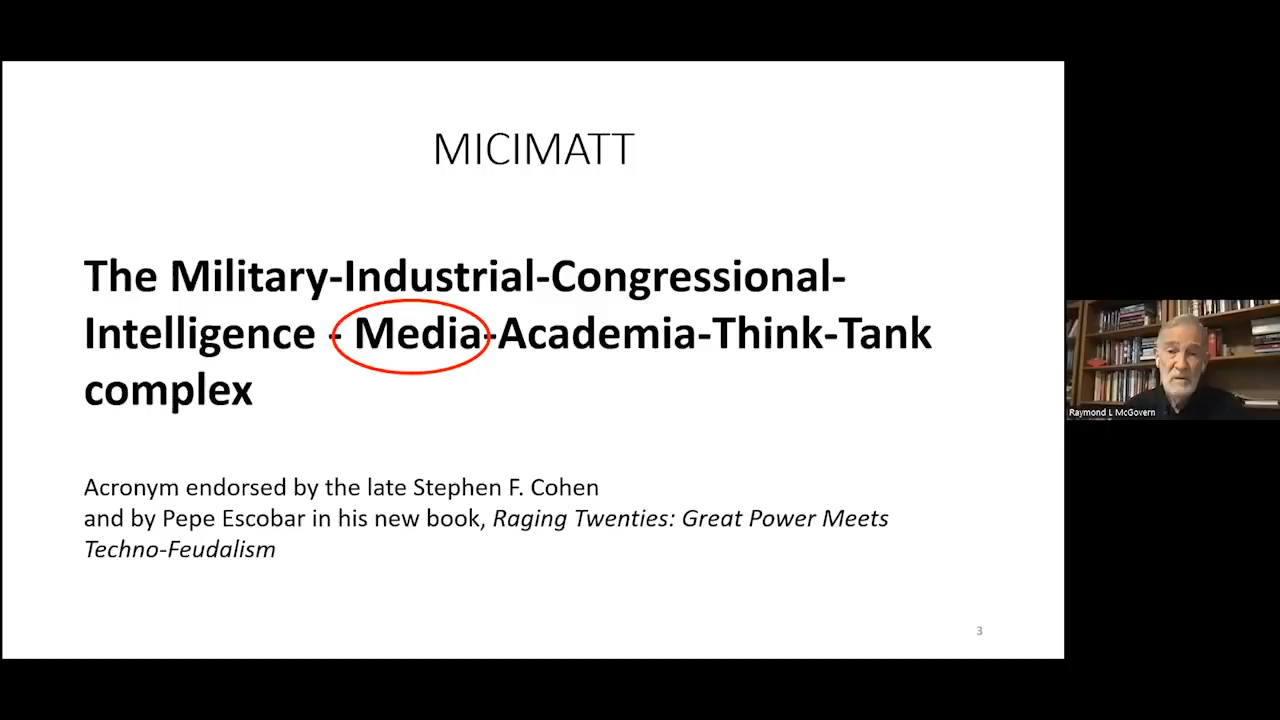 MICIMATT
The Military-Industrial-Congressional-
Intelligence - Media-Academia-Think-Tank
complex
Acronym endorsed by the late Stephen F. Cohen
and by Pepe Escobar in his new book, Raging Twenties: Great Power Meets
Techno-Feudalism
3
Raymond L McGovern